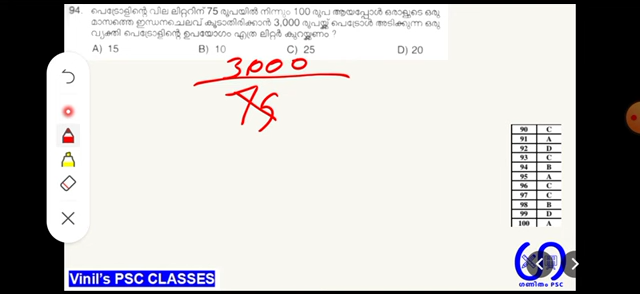 94. പെട്രോളിന്റെ വില ലിറ്ററിന് 75 രൂപയിൽ നിന്നും 100 രൂപ ആയപ്പോൾ ഒരാളുടെ ഒരു
മാസത്തെ ഇന്ധനചെലവ് കൂടാതിരിക്കാൻ 3,000 രൂപയ്ക്ക് പെട്രോൾ അടിക്കുന്ന ഒരു
വ്യക്തി പെട്രോളിന്റെ ഉപയോഗം എത്ര ലിറ്റർ കുറയ്ക്കണം ?
A) 15 B) 10 C) 25 D) 20
3000
75
90 C
91 A
92 D
93 C
94 B
95 A
96 C
97 C
98 B
99 D
100 A
ഗണിതം PSC
Vinil's PSC CLASSES